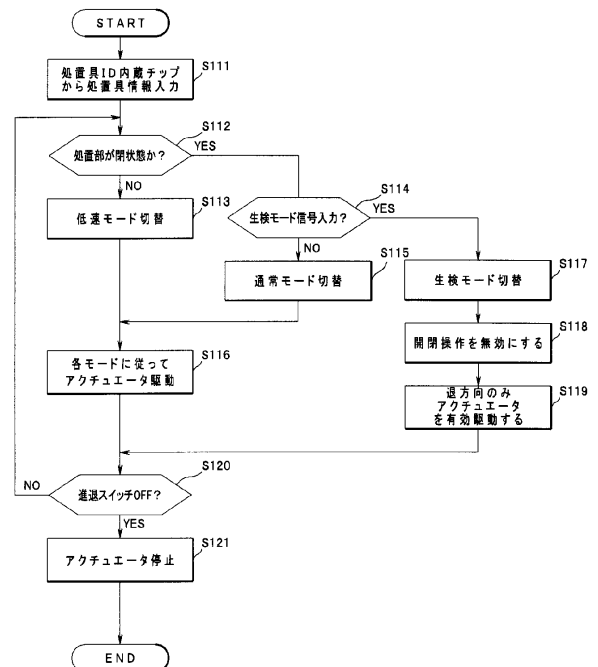 START
処置具ID内蔵チップ
から処置具情報入力
S111
処置部が閉状態か?
S112
YES
NO
低速モード切替
S113
生検モード信号入力?
S114
YES
NO
通常モード切替
S115
生検モード切替
S117
開閉操作を無効にする
S118
各モードに従って
アクチュエータ駆動
S116
退方向のみ
アクチュエータ
を有効駆動する
S119
進退スイッチOFF?
S120
NO
YES
アクチュエータ停止
S121
END